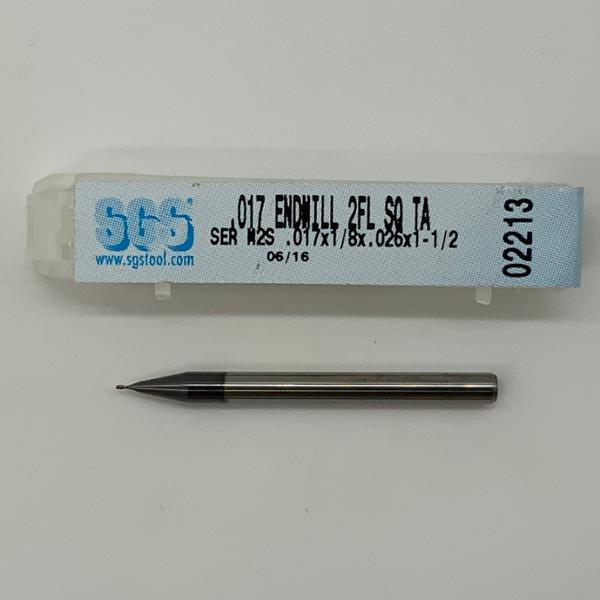 SGS
www.sgstool.com
.017 ENDMILL 2FL SQ TA
SER M2S .017x1/8x.026x1-1/2
06/16
02213